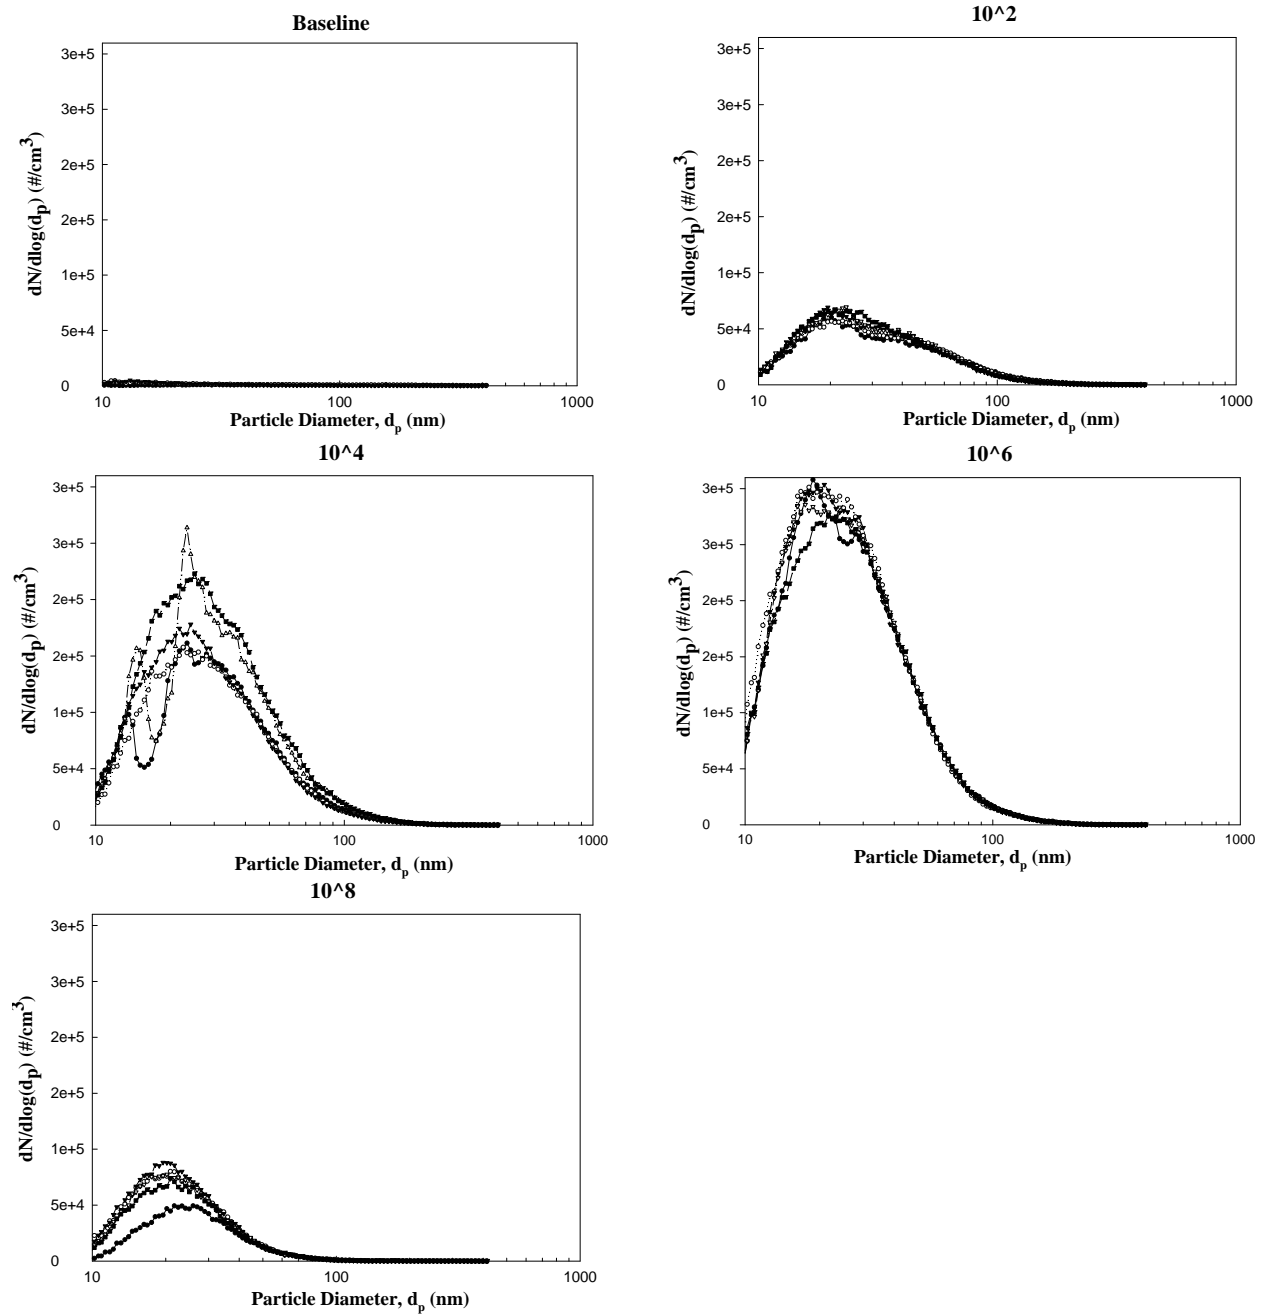 Baseline
3e+5
3e+5
2e+5
2e+5
1e+5
5e+4
0
dN/dlog(dp) (#/cm3)
10 100 1000
Particle Diameter, dp (nm)
10^2
3e+5
3e+5
2e+5
2e+5
1e+5
5e+4
0
dN/dlog(dp) (#/cm3)
10 100 1000
Particle Diameter, dp (nm)
10^4
3e+5
3e+5
2e+5
2e+5
1e+5
5e+4
0
dN/dlog(dp) (#/cm3)
10 100 1000
Particle Diameter, dp (nm)
10^6
3e+5
3e+5
2e+5
2e+5
1e+5
5e+4
0
dN/dlog(dp) (#/cm3)
10 100 1000
Particle Diameter, dp (nm)
10^8
3e+5
3e+5
2e+5
2e+5
1e+5
5e+4
0
dN/dlog(dp) (#/cm3)
10 100 1000
Particle Diameter, dp (nm)